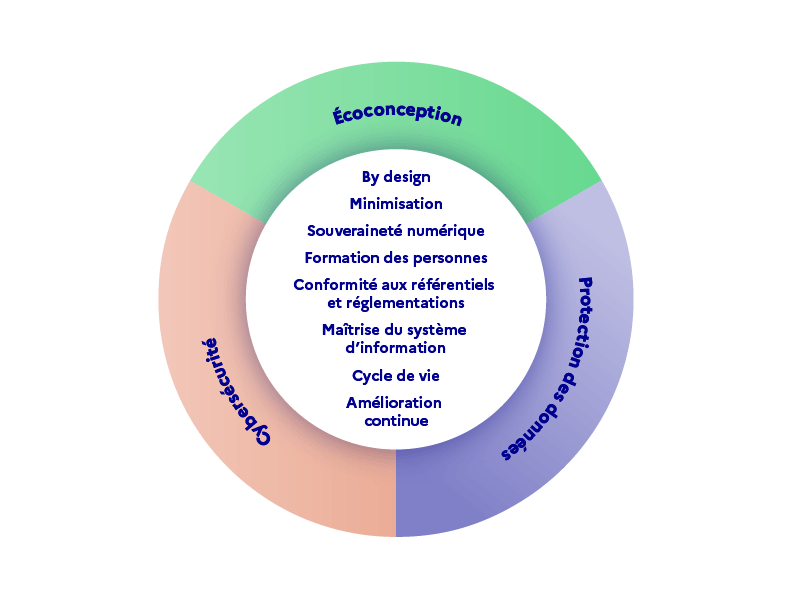 Écoconception
By design
Minimisation
Souveraineté numérique
Formation des personnes
Conformité aux référentiels
et réglementations
Maîtrise du système
d'information
Cycle de vie
Amélioration
continue
Protection des données
Cybersécurité